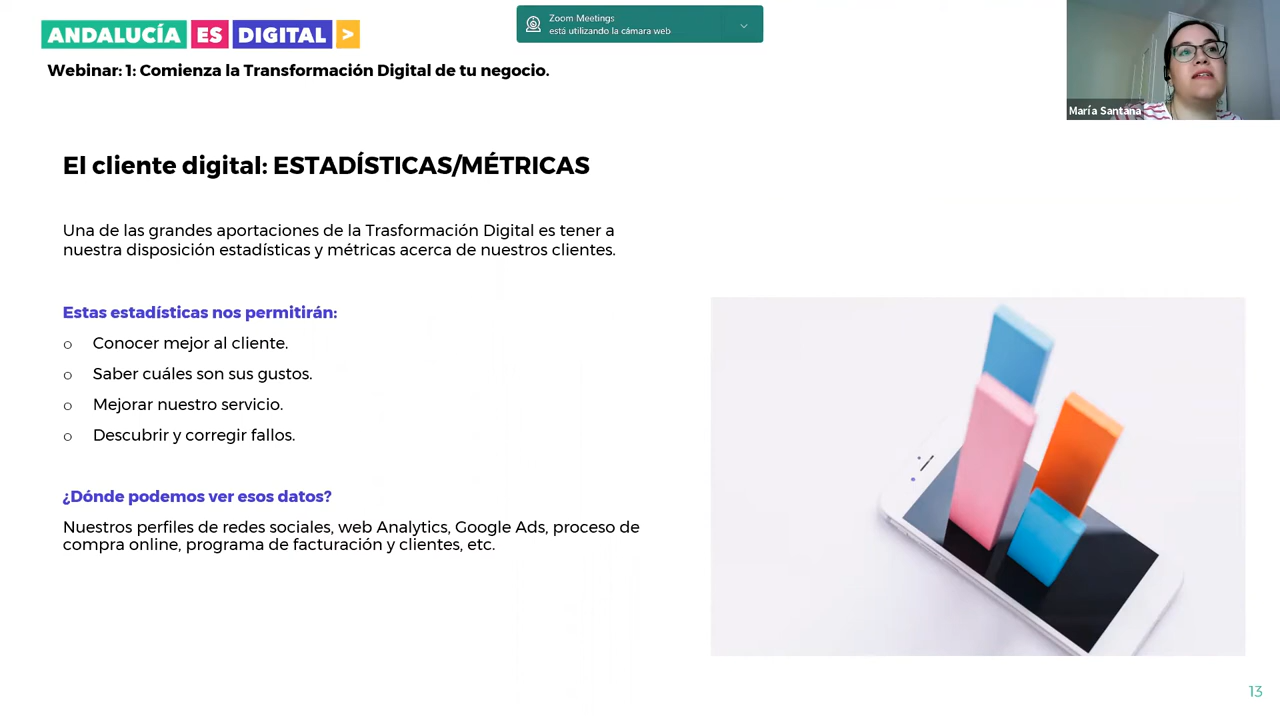 ANDALUCÍA ES DIGITAL >
Zoom Meetings
está utilizando la cámara web
Webinar: 1: Comienza la Transformación Digital de tu negocio.
María Santana
El cliente digital: ESTADÍSTICAS/MÉTRICAS
Una de las grandes aportaciones de la Trasformación Digital es tener a
nuestra disposición estadísticas y métricas acerca de nuestros clientes.
Estas estadísticas nos permitirán:
o Conocer mejor al cliente.
o Saber cuáles son sus gustos.
o Mejorar nuestro servicio.
o Descubrir y corregir fallos.
¿Dónde podemos ver esos datos?
Nuestros perfiles de redes sociales, web Analytics, Google Ads, proceso de
compra online, programa de facturación y clientes, etc.
13